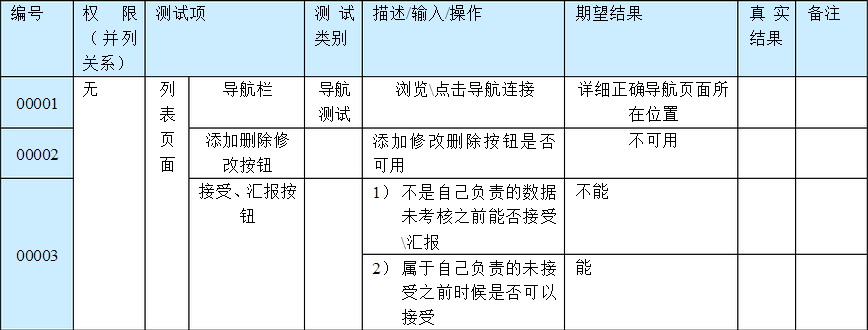 编号
权限
（并列
关系）
测试项
测试
类别
描述/输入/操作
期望结果
真实
结果
备注
00001
无
列
表
页
面
导航栏
导航
测试
浏览\点击导航连接
详细正确导航页面所
在位置
00002
添加删除修
改按钮
添加修改删除按钮是否
可用
不可用
00003
接受、汇报按
钮
1） 不是自己负责的数据
未考核之前能否接受
\汇报
不能
2） 属于自己负责的未接
受之前时候是否可以
接受
能